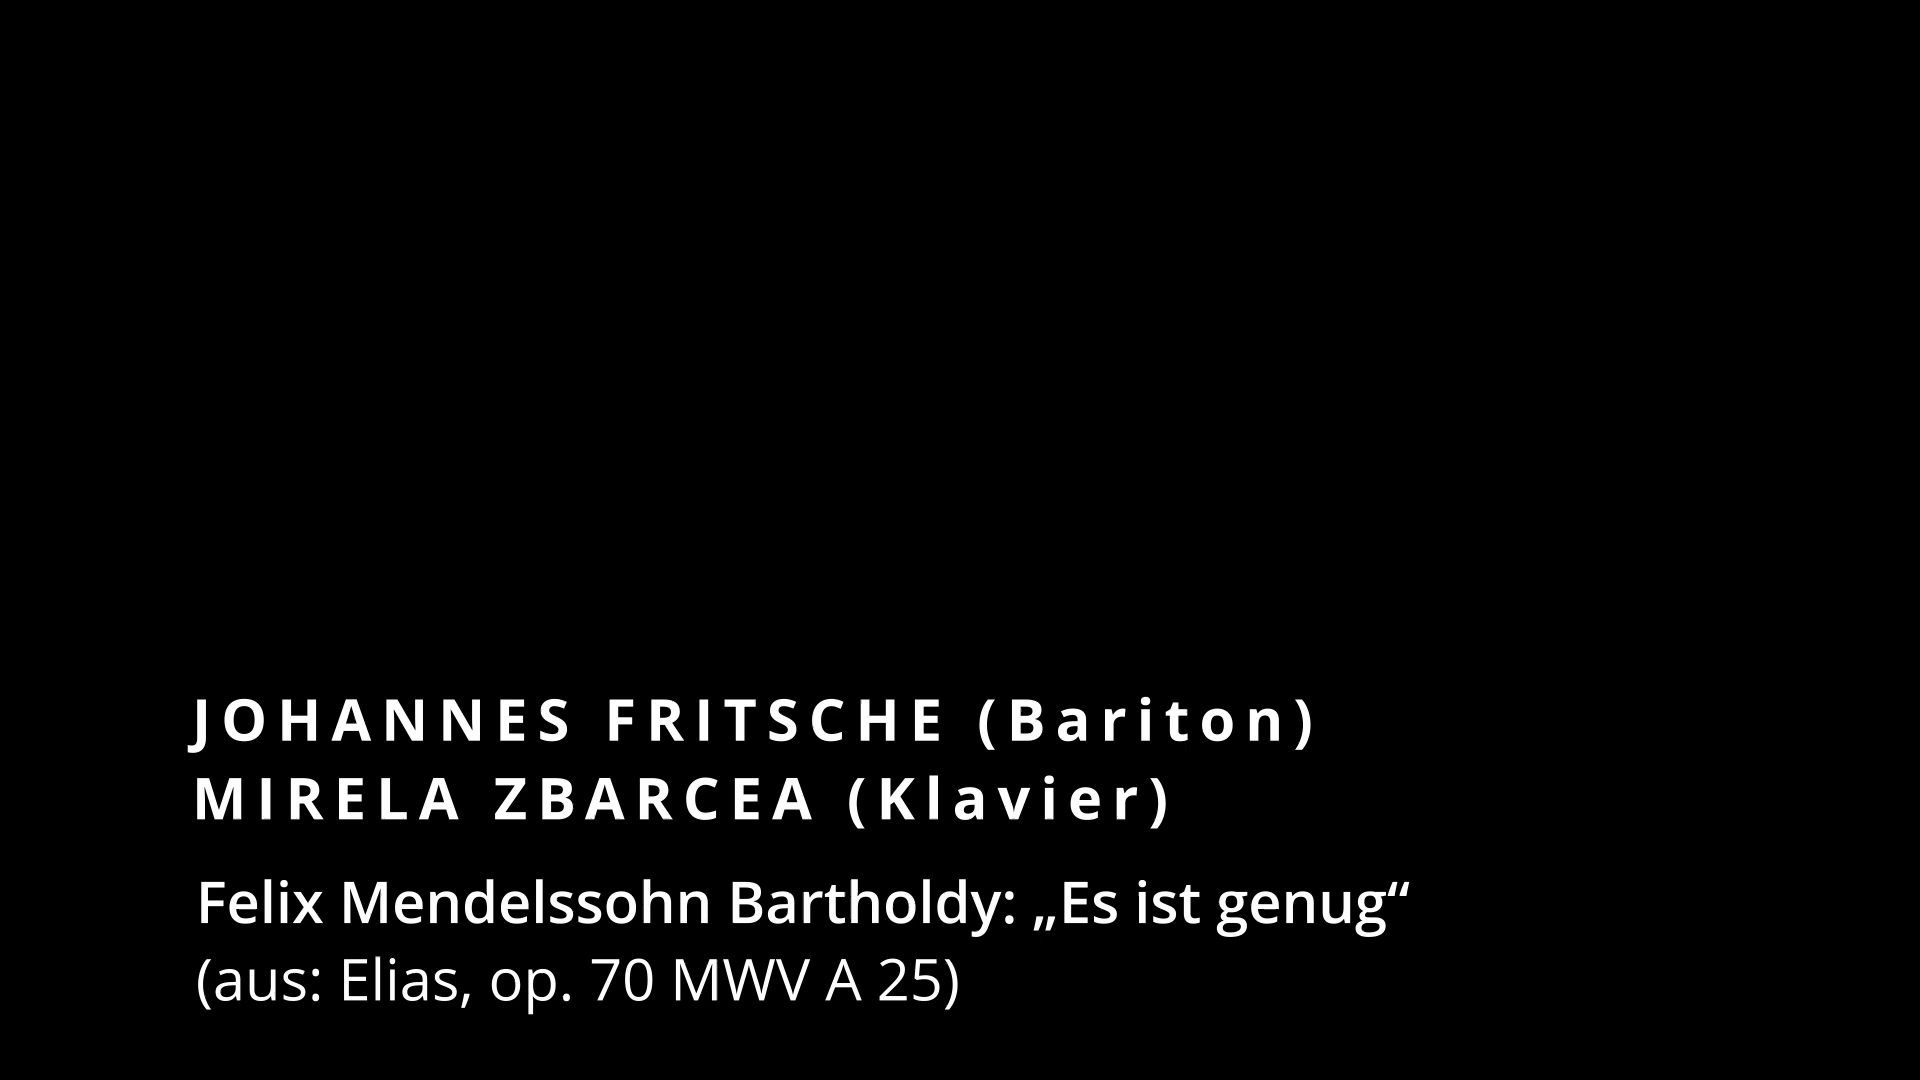 JOHANNES FRITSCHE (Bariton)
MIRELA ZBARCEA (Klavier)
Felix Mendelssohn Bartholdy: „Es ist genug“
(aus: Elias, op. 70 MWV A 25)